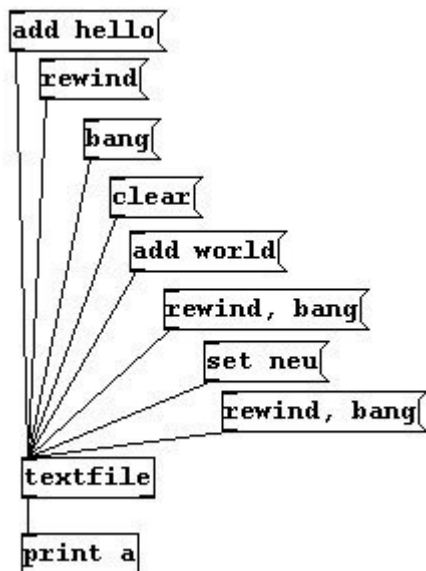 add hello
rewind
bang
clear
add world
rewind, bang
set neu
rewind, bang
textfile
print a